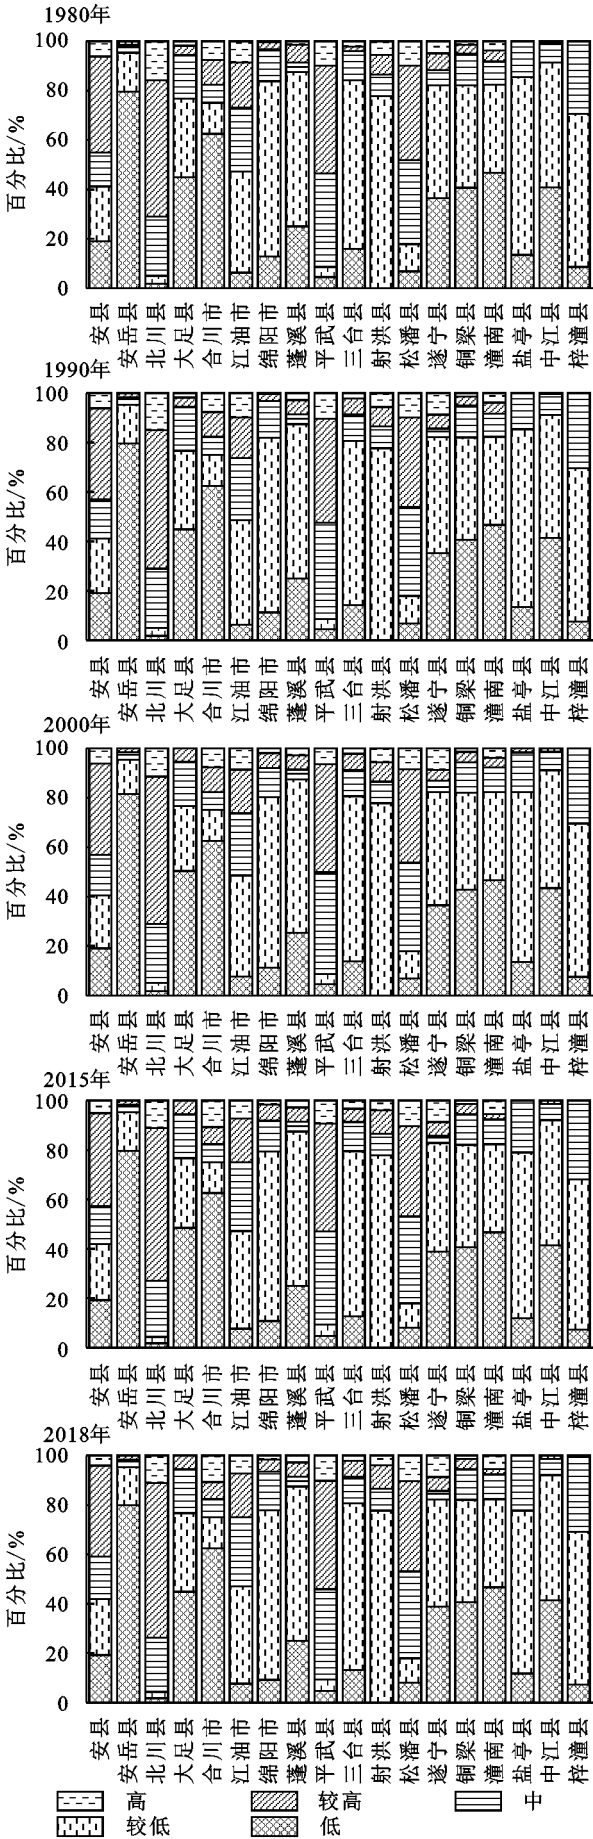 1980年
100
80
60
40
20
0
百分比/%
安县 安岳县 北川县 大足县 合川市 江油市 绵阳市 蓬溪县 平武县 三台县 射洪县 松潘县 遂宁县 铜梁县 潼南县 盐亭县 中江县 梓潼县
1990年
100
80
60
40
20
0
百分比/%
安县 安岳县 北川县 大足县 合川市 江油市 绵阳市 蓬溪县 平武县 三台县 射洪县 松潘县 遂宁县 铜梁县 潼南县 盐亭县 中江县 梓潼县
2000年
100
80
60
40
20
0
百分比/%
安县 安岳县 北川县 大足县 合川市 江油市 绵阳市 蓬溪县 平武县 三台县 射洪县 松潘县 遂宁县 铜梁县 潼南县 盐亭县 中江县 梓潼县
2015年
100
80
60
40
20
0
百分比/%
安县 安岳县 北川县 大足县 合川市 江油市 绵阳市 蓬溪县 平武县 三台县 射洪县 松潘县 遂宁县 铜梁县 潼南县 盐亭县 中江县 梓潼县
2018年
100
80
60
40
20
0
百分比/%
安县 安岳县 北川县 大足县 合川市 江油市 绵阳市 蓬溪县 平武县 三台县 射洪县 松潘县 遂宁县 铜梁县 潼南县 盐亭县 中江县 梓潼县
高 较高 中
较低 低